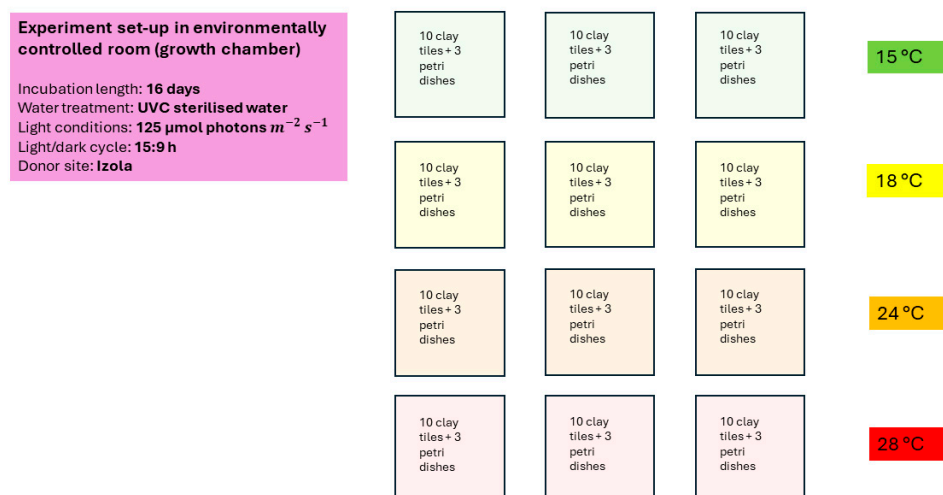 Experiment set-up in environmentally
controlled room (growth chamber)
Incubation length: 16 days
Water treatment: UVC sterilised water
Light conditions: 125 µmol photons m⁻² s⁻¹
Light/dark cycle: 15:9 h
Donor site: Izola
10 clay
tiles + 3
petri
dishes
10 clay
tiles + 3
petri
dishes
10 clay
tiles + 3
petri
dishes
15 °C
10 clay
tiles + 3
petri
dishes
10 clay
tiles + 3
petri
dishes
10 clay
tiles + 3
petri
dishes
18 °C
10 clay
tiles + 3
petri
dishes
10 clay
tiles + 3
petri
dishes
10 clay
tiles + 3
petri
dishes
24 °C
10 clay
tiles + 3
petri
dishes
10 clay
tiles + 3
petri
dishes
10 clay
tiles + 3
petri
dishes
28 °C